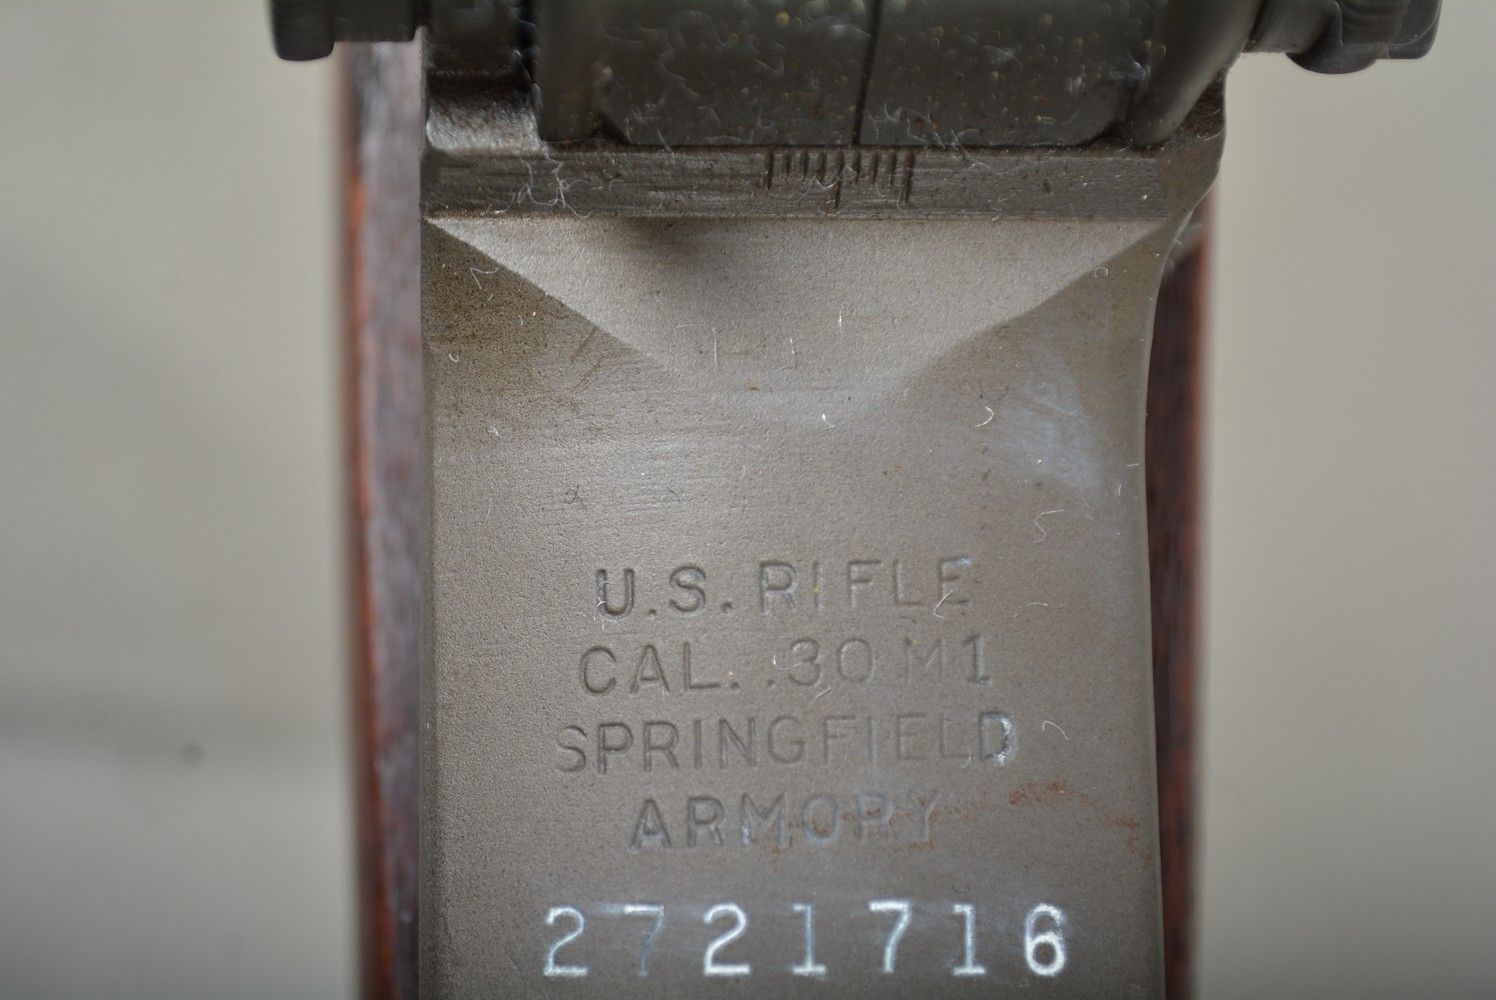 U.S. RIFLE
CAL. .30 M1
SPRINGFIELD
ARMORY
2721716